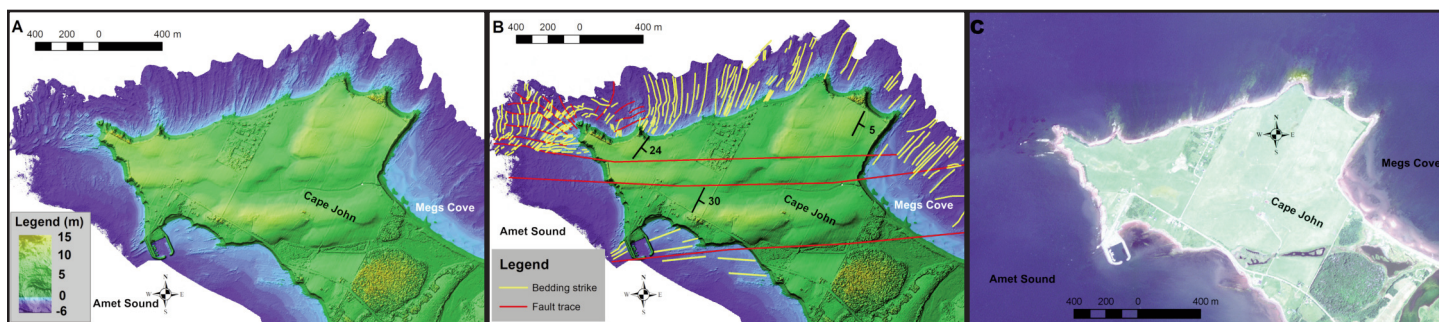 A
400 200 0 400 m
Cape John
Megs Cove
Legend (m)
15
10
5
0
-6
Amet Sound
N
W E
S
B
400 200 0 400 m
24
5
30
Cape John
Megs Cove
Amet Sound
Legend
Bedding strike
Fault trace
N
W E
S
C
N
W E
S
Megs Cove
Cape John
Amet Sound
400 200 0 400 m